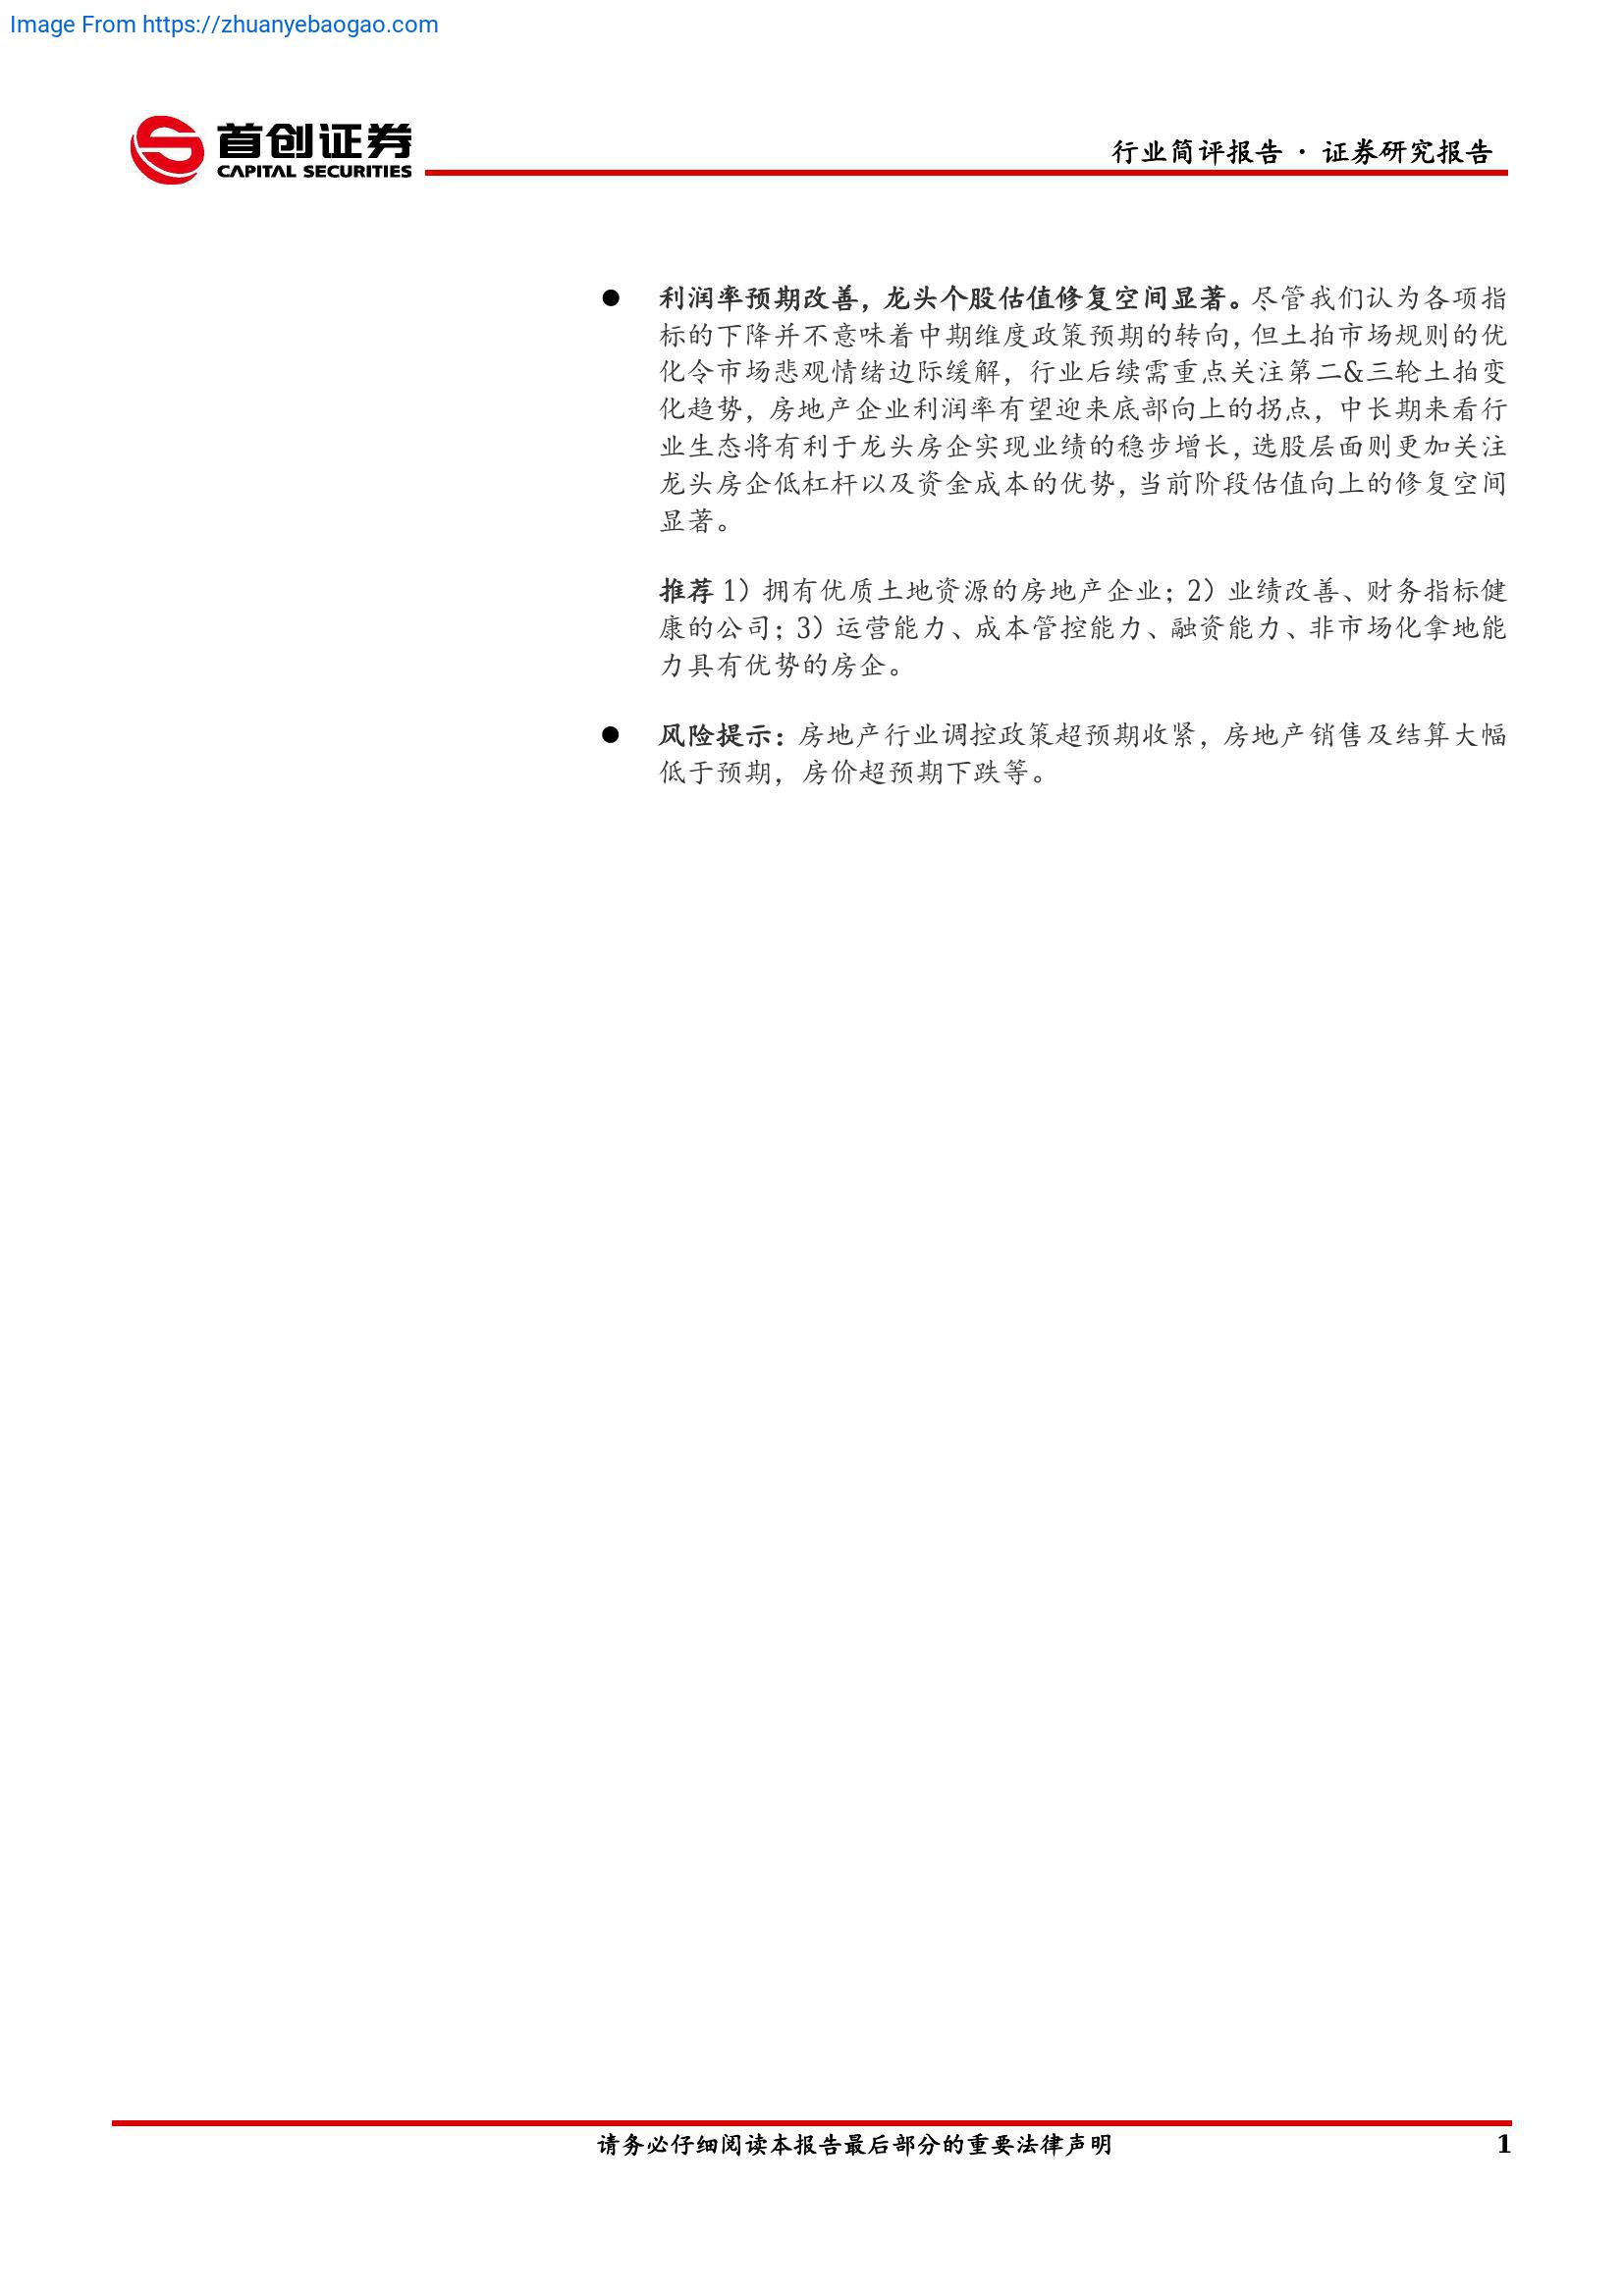 Image From https://zhuanyebaogao.com
首创证券
CAPITAL SECURITIES
行业简评报告 · 证券研究报告
● 利润率预期改善，龙头个股估值修复空间显著。尽管我们认为各项指
标的下降并不意味着中期维度政策预期的转向，但土拍市场规则的优
化令市场悲观情绪边际缓解，行业后续需重点关注第二&三轮土拍变
化趋势，房地产企业利润率有望迎来底部向上的拐点，中长期来看行
业生态将有利于龙头房企实现业绩的稳步增长，选股层面则更加关注
龙头房企低杠杆以及资金成本的优势，当前阶段估值向上的修复空间
显著。
推荐 1）拥有优质土地资源的房地产企业；2）业绩改善、财务指标健
康的公司；3）运营能力、成本管控能力、融资能力、非市场化拿地能
力具有优势的房企。
● 风险提示：房地产行业调控政策超预期收紧，房地产销售及结算大幅
低于预期，房价超预期下跌等。
请务必仔细阅读本报告最后部分的重要法律声明
1